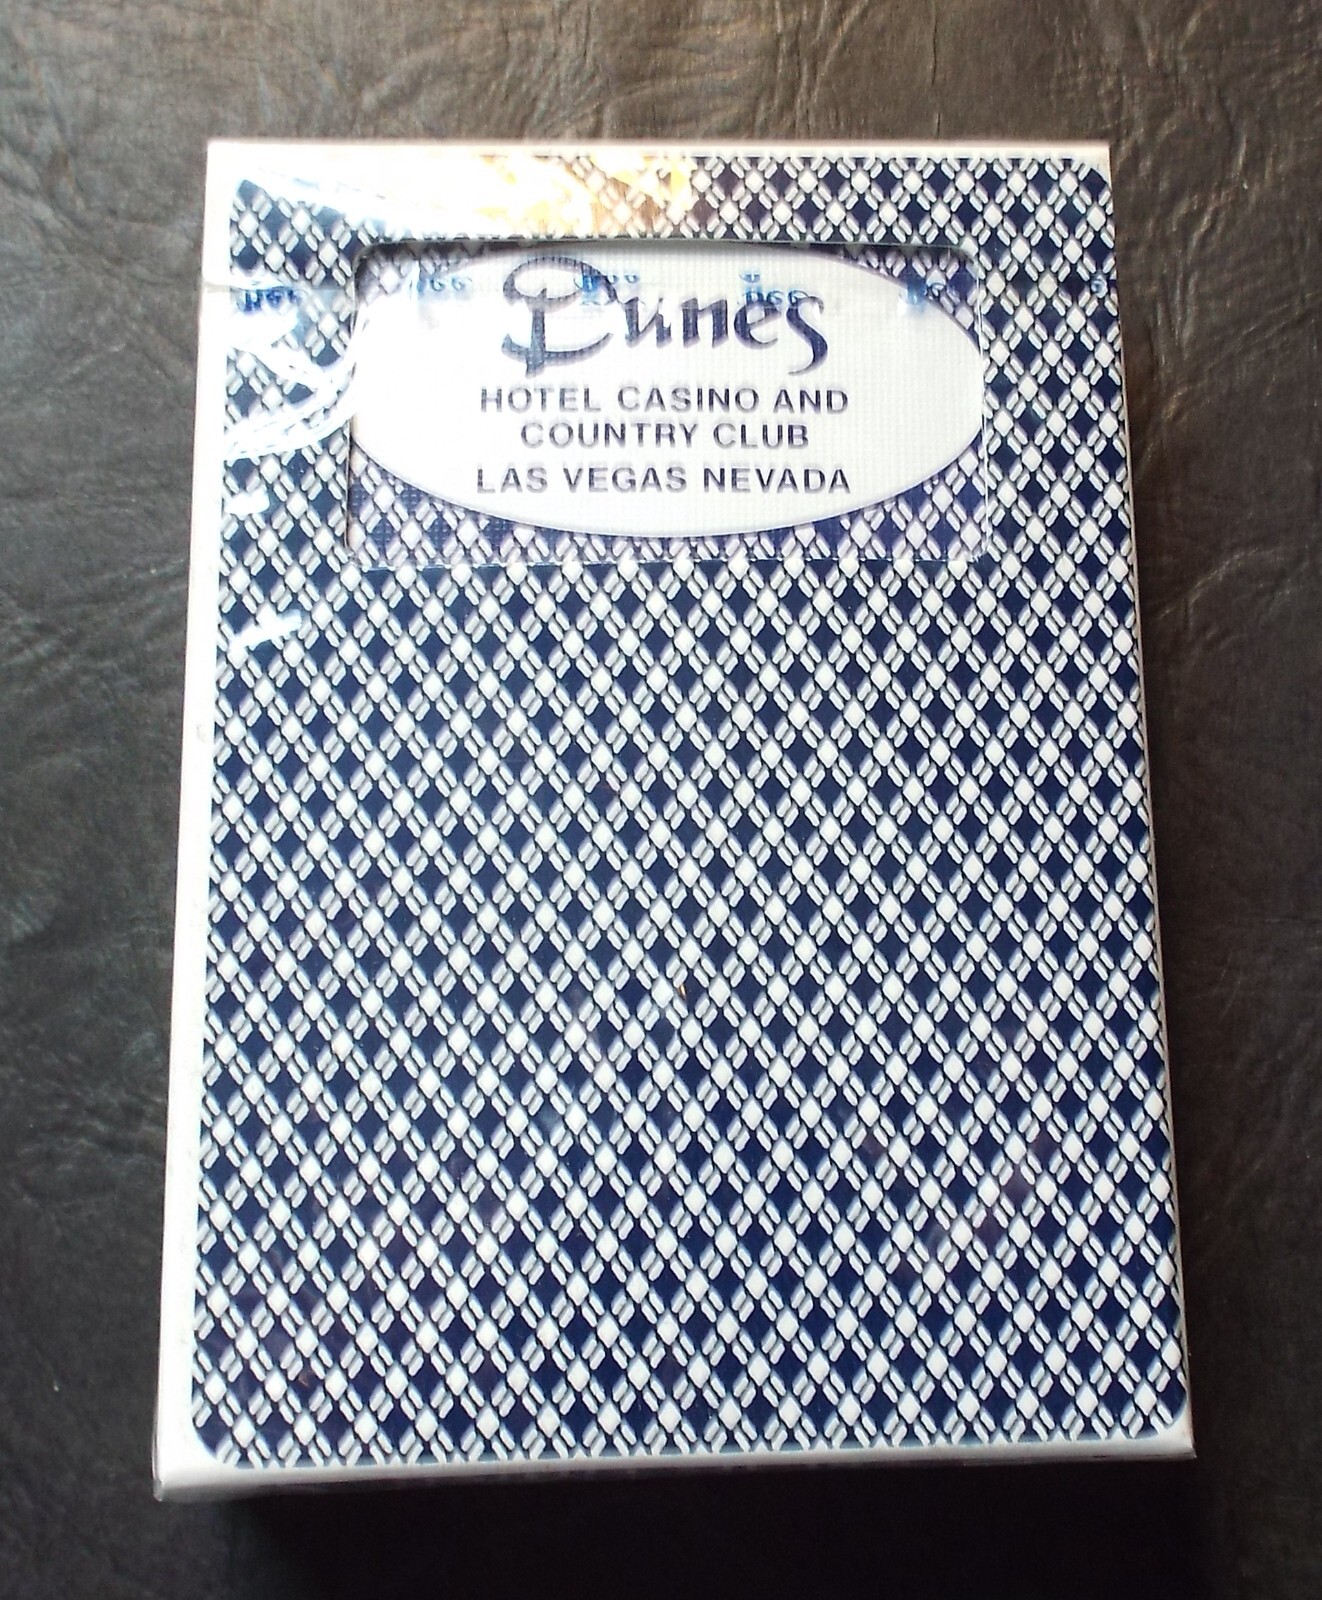 Dunes
HOTEL CASINO AND
COUNTRY CLUB
LAS VEGAS NEVADA